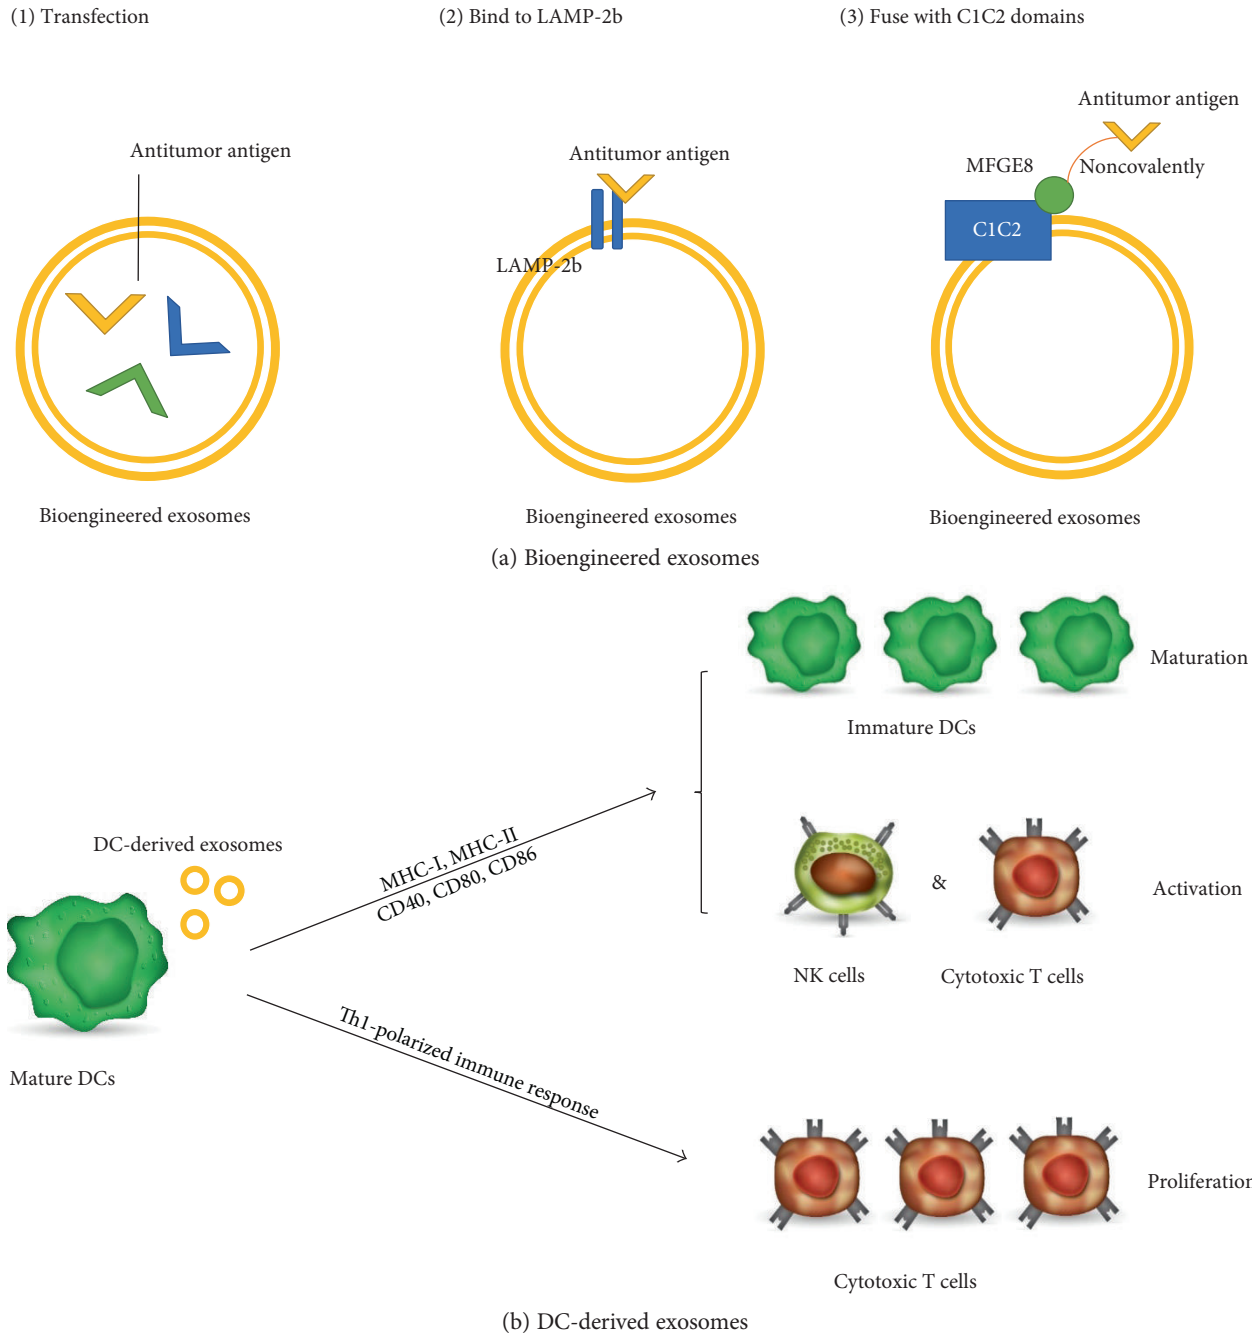 (1) Transfection
(2) Bind to LAMP-2b
(3) Fuse with C1C2 domains
Antitumor antigen
Antitumor antigen
Antitumor antigen
MFGE8
Noncovalently
C1C2
LAMP-2b
Bioengineered exosomes
Bioengineered exosomes
Bioengineered exosomes
(a) Bioengineered exosomes
Maturation
Immature DCs
DC-derived exosomes
MHC-I, MHC-II
CD40, CD80, CD86
&
Activation
NK cells
Cytotoxic T cells
Th1-polarized immune response
Mature DCs
Proliferation
Cytotoxic T cells
(b) DC-derived exosomes